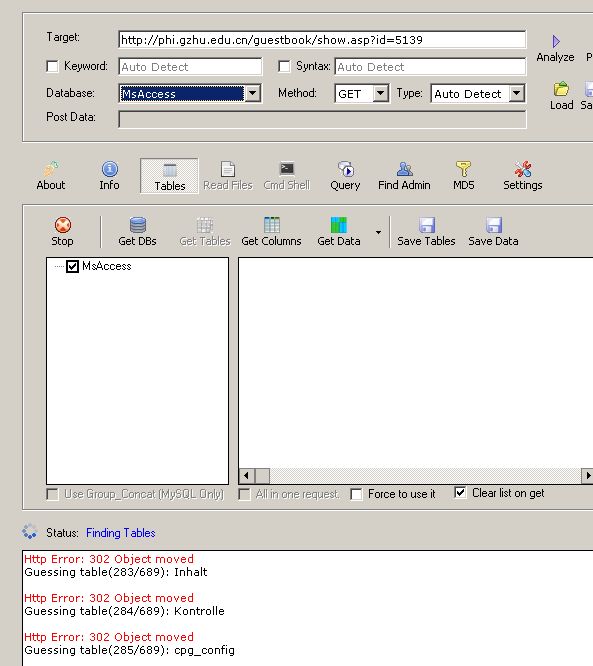 Target: http://phi.gzhu.edu.cn/guestbook/show.asp?id=5139
Analyze P
Keyword: Auto Detect Syntax: Auto Detect
Database: MsAccess Method: GET Type: Auto Detect
Load Sa
Post Data:
About Info Tables Read Files Cmd Shell Query Find Admin MD5 Settings
Stop Get DBs Get Tables Get Columns Get Data Save Tables Save Data
MsAccess
Use Group_Concat (MySQL Only) All in one request. Force to use it Clear list on get
Status: Finding Tables
Http Error: 302 Object moved
Guessing table(283/689): Inhalt
Http Error: 302 Object moved
Guessing table(284/689): Kontrolle
Http Error: 302 Object moved
Guessing table(285/689): cpg_config